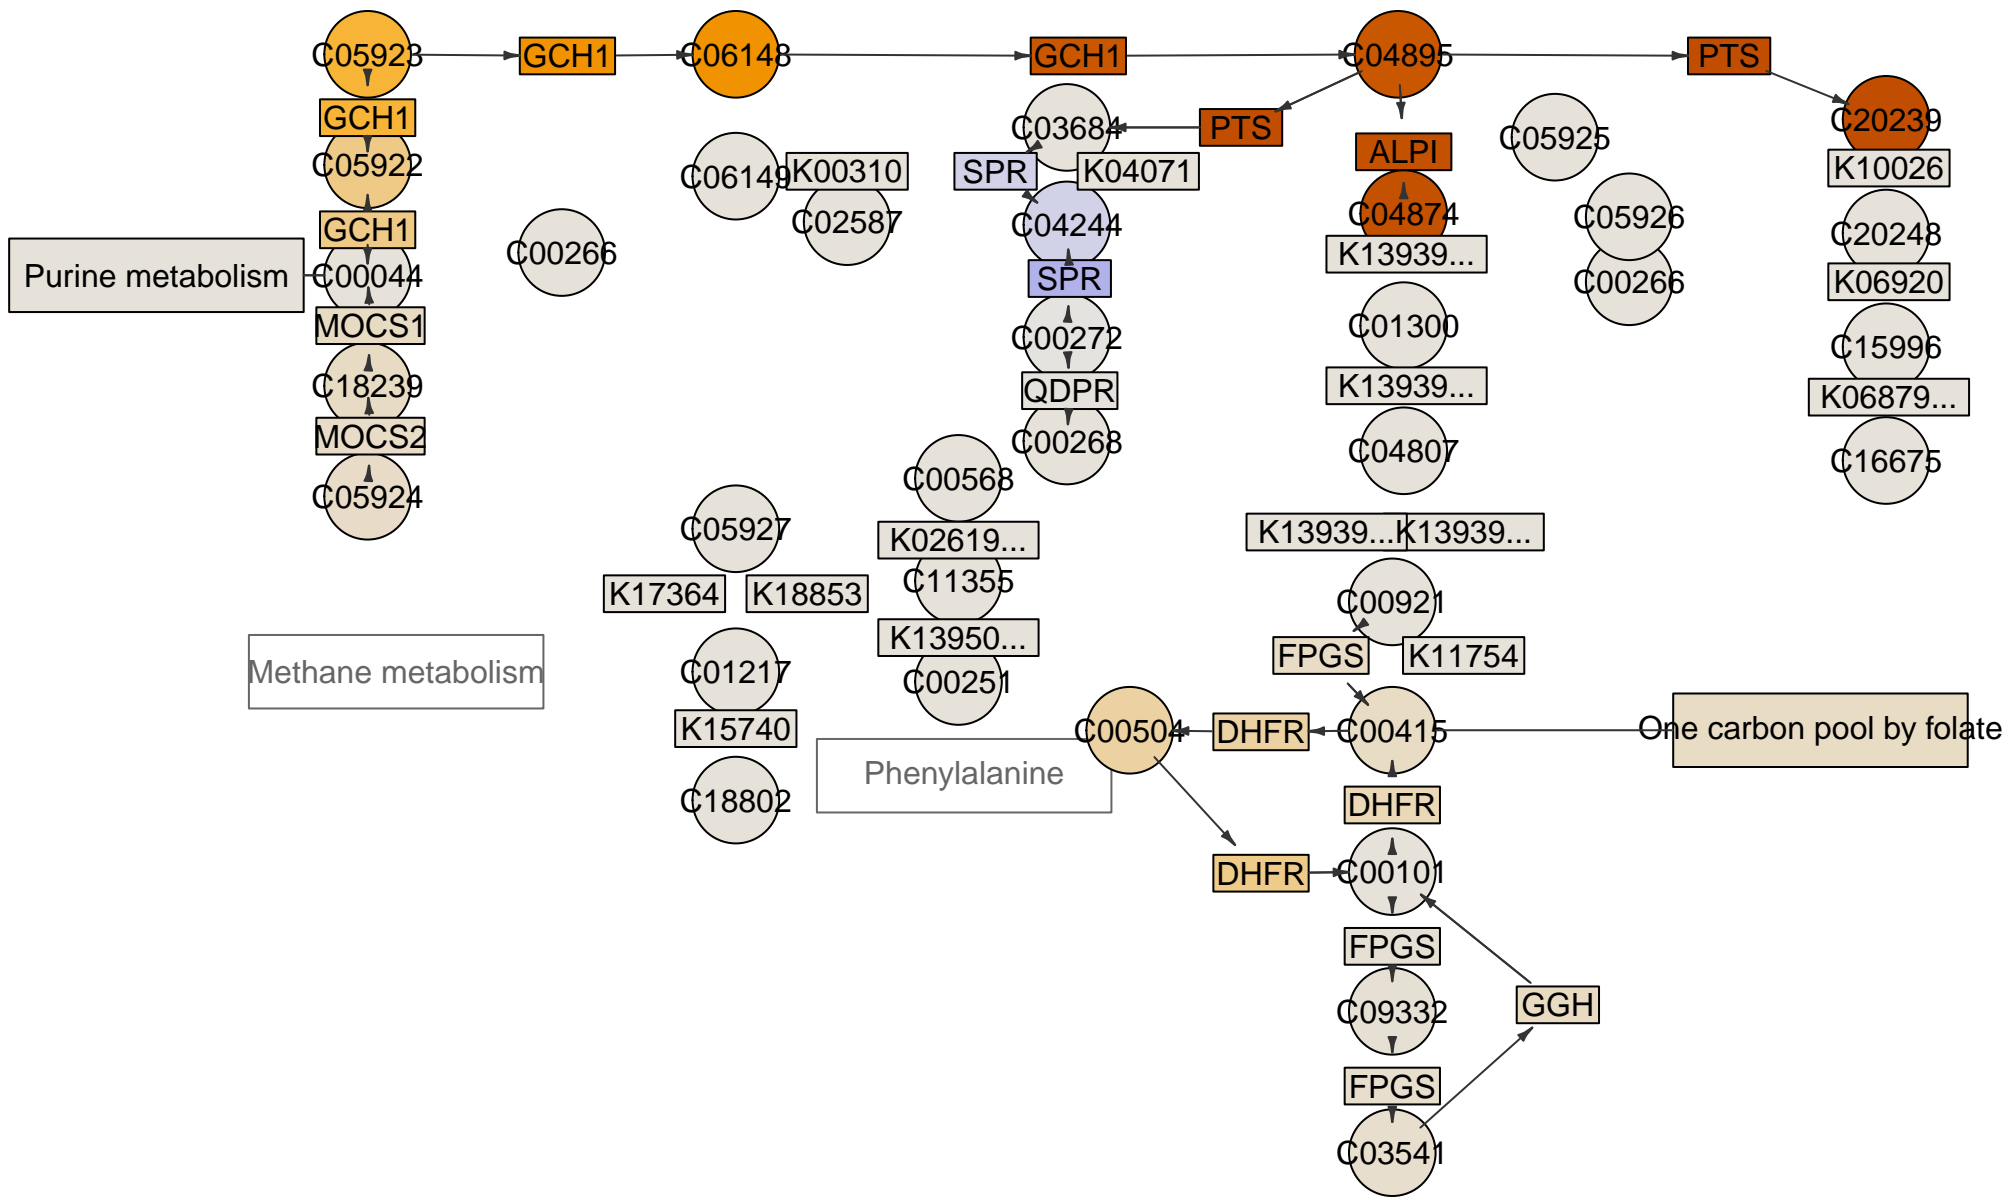 C05923
GCH1
C06148
GCH1
C04895
PTS
GCH1
C03684
PTS
C20239
ALPI
C05925
C05922
C06149
K00310
SPR
K04071
K10026
GCH1
C00266
C02587
C04244
C04874
C05926
C20248
K13939...
Purine metabolism
C00044
SPR
C00266
K06920
MOCS1
C00272
C01300
C15996
C18239
QDPR
K13939...
K06879...
MOCS2
C00268
C04807
C16675
C05924
C00568
C05927
K02619...
K13939...
K13939...
K17364
K18853
C11355
C00921
K13950...
FPGS
K11754
Methane metabolism
C01217
C00251
K15740
C00504
DHFR
C00415
One carbon pool by folate
Phenylalanine
C18802
DHFR
DHFR
C00101
FPGS
C09332
GGH
FPGS
C03541